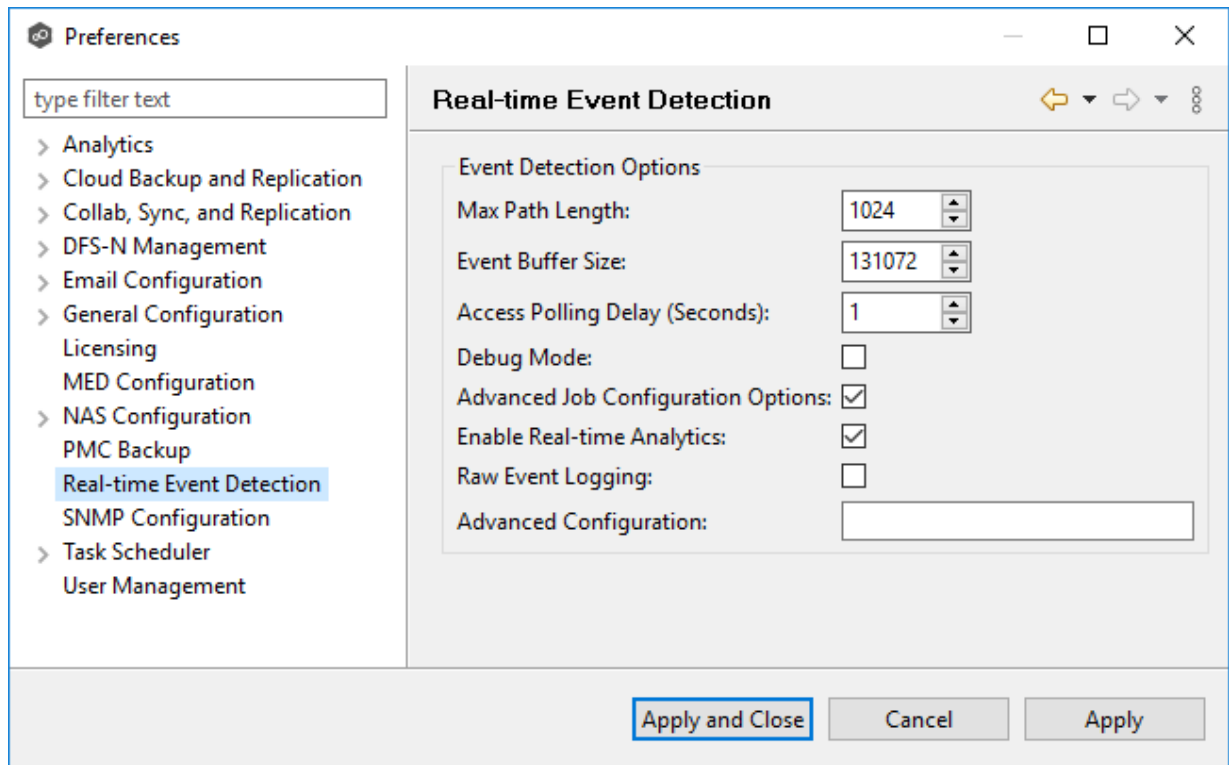 Preferences
type filter text
Analytics
Cloud Backup and Replication
Collab, Sync, and Replication
DFS-N Management
Email Configuration
General Configuration
Licensing
MED Configuration
NAS Configuration
PMC Backup
Real-time Event Detection
SNMP Configuration
Task Scheduler
User Management
Real-time Event Detection
Event Detection Options
Max Path Length: 1024
Event Buffer Size: 131072
Access Polling Delay (Seconds): 1
Debug Mode:
Advanced Job Configuration Options:
Enable Real-time Analytics:
Raw Event Logging:
Advanced Configuration:
Apply and Close Cancel Apply